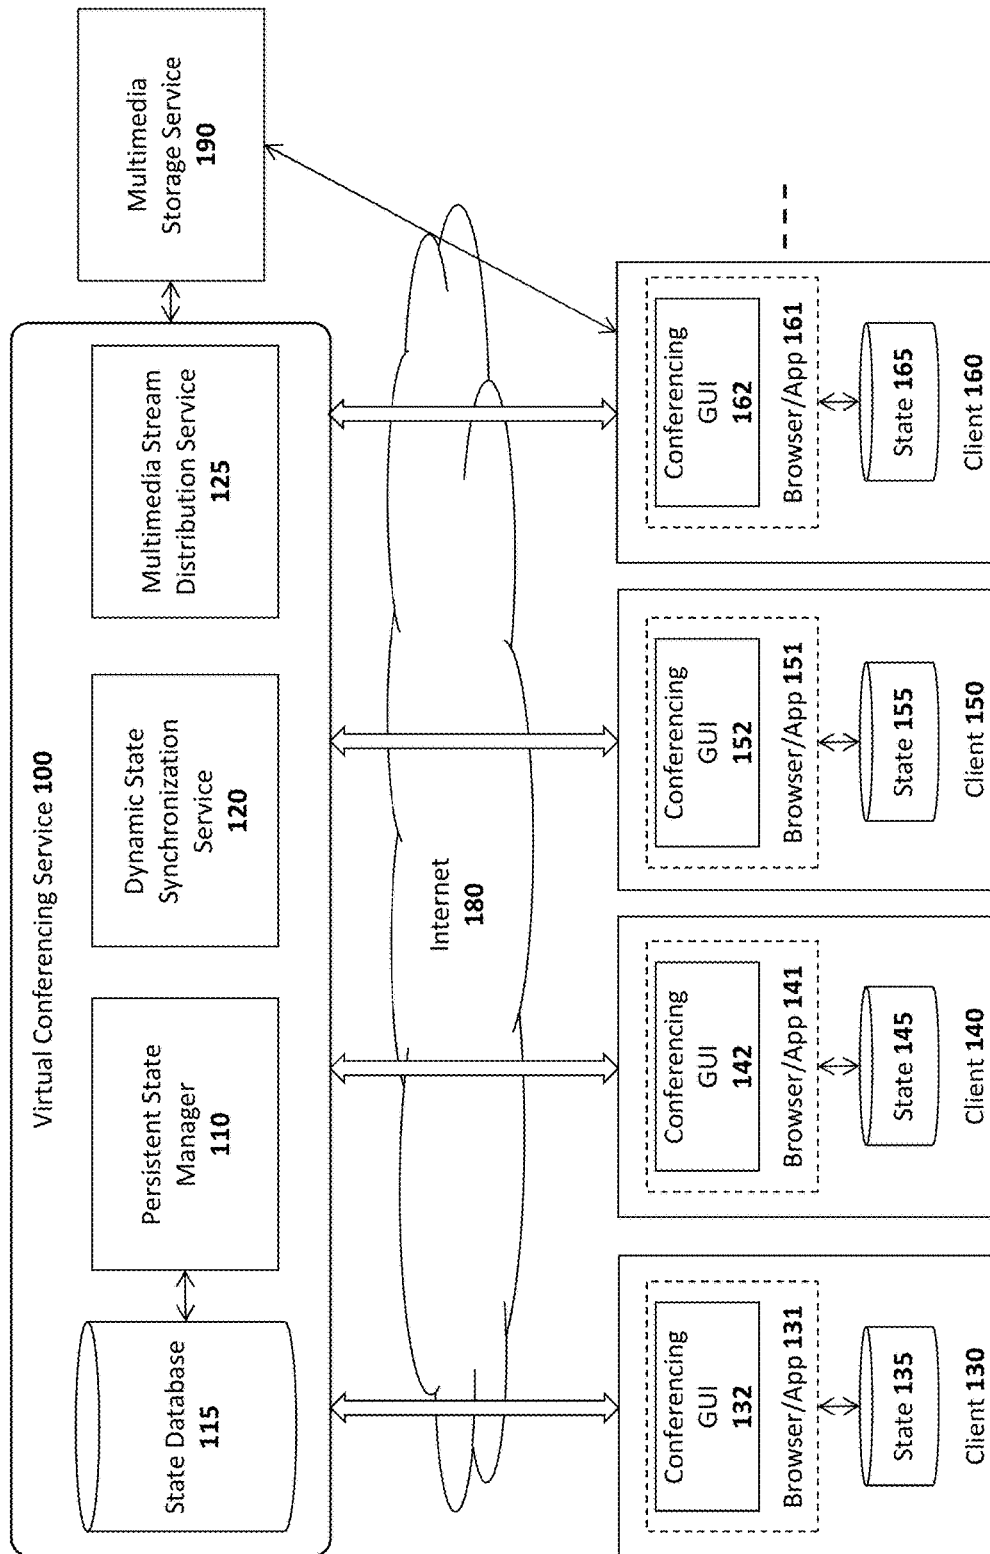 Virtual Conferencing Service 100
State Database
115
Persistent State
Manager
110
Dynamic State
Synchronization
Service
120
Multimedia Stream
Distribution Service
125
Multimedia
Storage Service
190
Internet
180
Conferencing
GUI
132
Browser/App 131
State 135
Client 130
Conferencing
GUI
142
Browser/App 141
State 145
Client 140
Conferencing
GUI
152
Browser/App 151
State 155
Client 150
Conferencing
GUI
162
Browser/App 161
State 165
Client 160